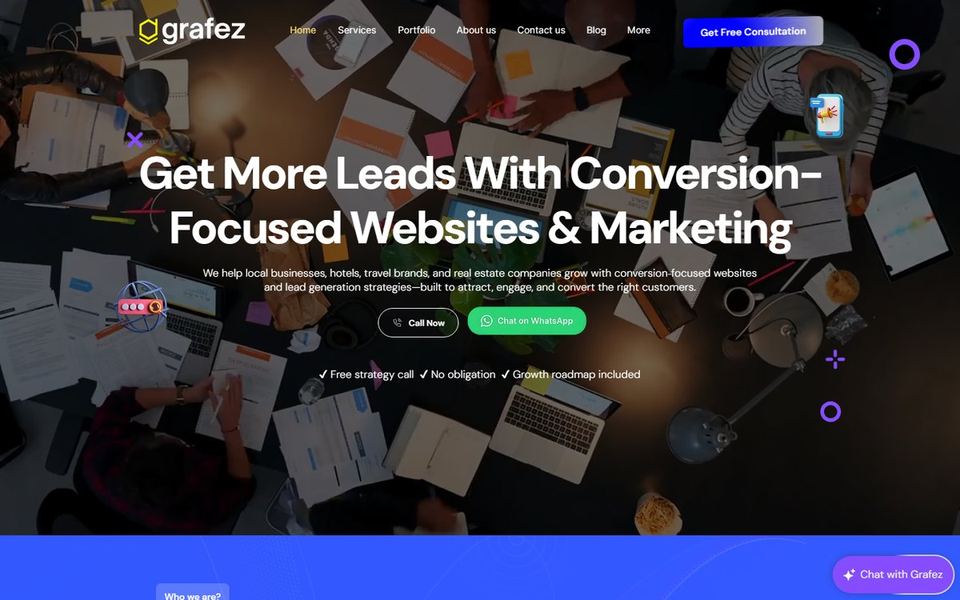 grafez
Home Services Portfolio About us Contact us Blog More
Get Free Consultation
Get More Leads With Conversion-
Focused Websites & Marketing
We help local businesses, hotels, travel brands, and real estate companies grow with conversion-focused websites
and lead generation strategies—built to attract, engage, and convert the right customers.
Call Now
Chat on WhatsApp
✓ Free strategy call ✓ No obligation ✓ Growth roadmap included
Who we are?
Chat with Grafez